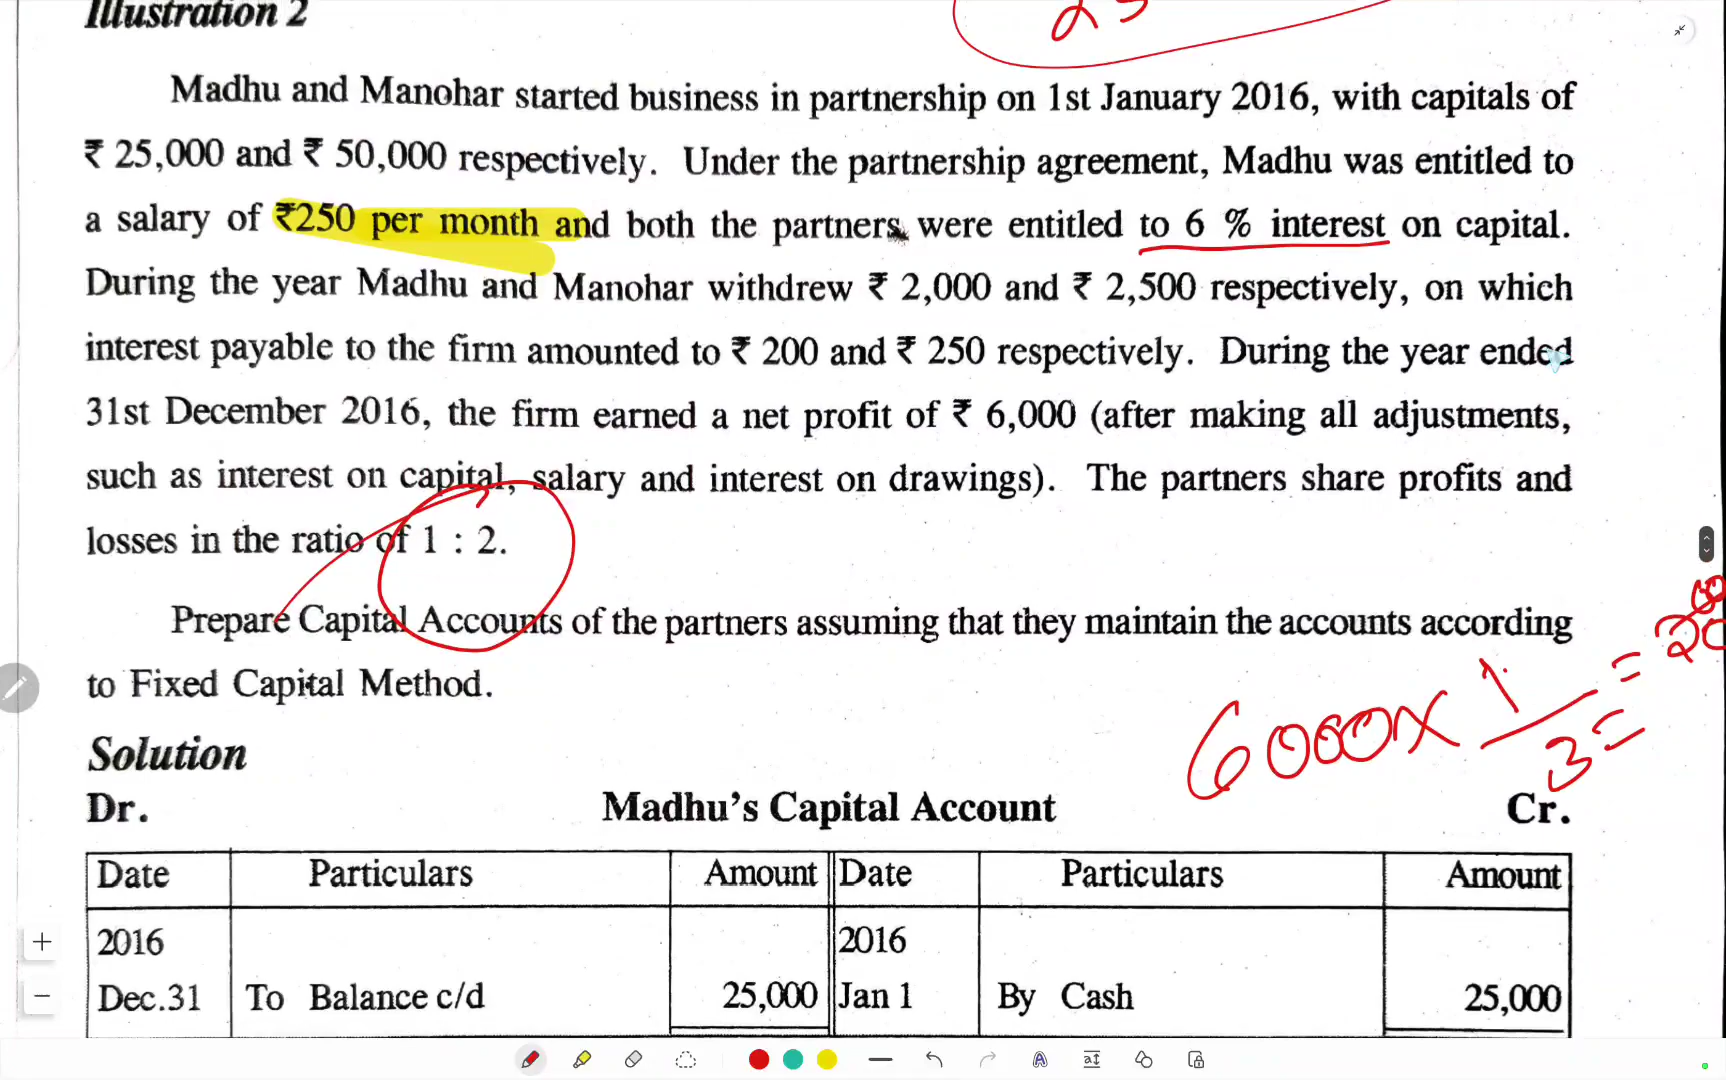 Illustration 2
25
Madhu and Manohar started business in partnership on 1st January 2016, with capitals of
₹ 25,000 and ₹ 50,000 respectively. Under the partnership agreement, Madhu was entitled to
a salary of ₹250 per month and both the partners were entitled to 6 % interest on capital.
During the year Madhu and Manohar withdrew ₹ 2,000 and ₹ 2,500 respectively, on which
interest payable to the firm amounted to ₹ 200 and ₹ 250 respectively. During the year ended
31st December 2016, the firm earned a net profit of ₹ 6,000 (after making all adjustments,
such as interest on capital, salary and interest on drawings). The partners share profits and
losses in the ratio of 1 : 2.
Prepare Capital Accounts of the partners assuming that they maintain the accounts according
to Fixed Capital Method.
6000 x 1/3 =
Solution
Dr. Madhu's Capital Account Cr.
Date Particulars Amount Date Particulars Amount
2016 2016
Dec.31 To Balance c/d 25,000 Jan 1 By Cash 25,000